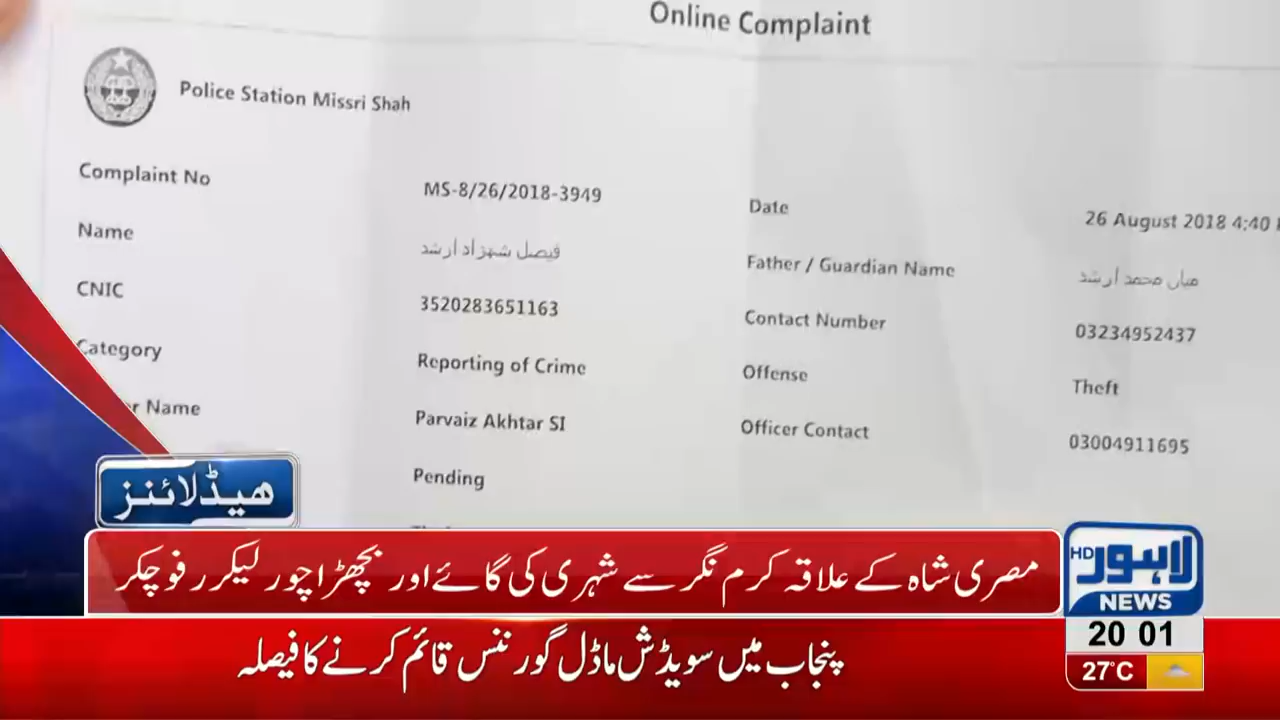 Online Complaint
Police Station Missri Shah
Complaint No MS-8/26/2018-3949 Date 26 August 2018 4:40
Name فیصل شہزاد ارشد Father / Guardian Name میاں محمد ارشد
CNIC 3520283651163 Contact Number 03234952437
Category Reporting of Crime Offense Theft
Name Parvaiz Akhtar SI Officer Contact 03004911695
Pending
ھیڈلائنز
مصری شاہ کے علاقہ کرم نگر سے شہری کی گائے اور بچھڑا چور لیکر رفوچکر
لاہور HD
NEWS
20 01
27°C
پنجاب میں سویڈش ماڈل گورننس قائم کرنے کا فیصلہ